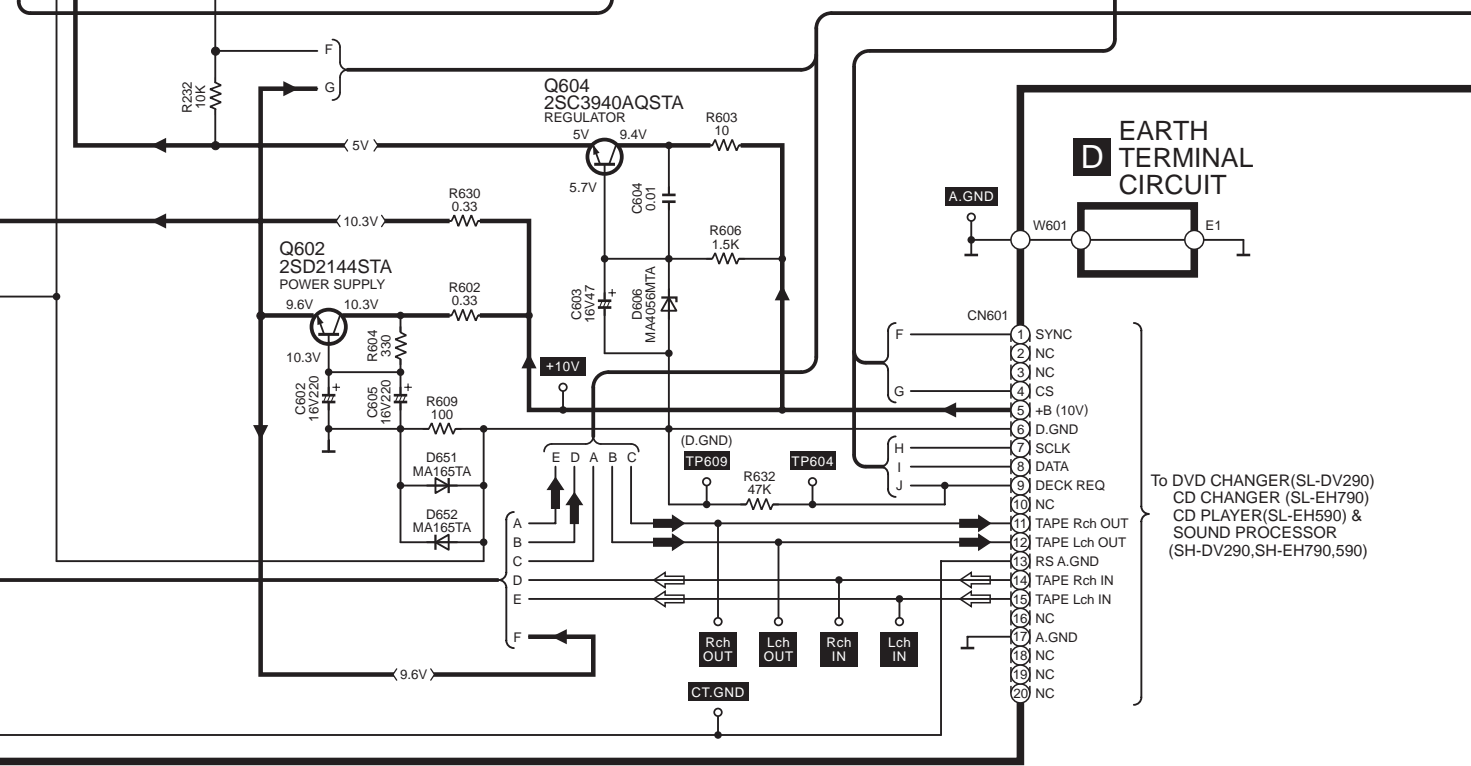 F
G
R232
10K
Q604
2SC3940AQSTA
REGULATOR
5V
9.4V
5.7V
R603
10
5V
C604
0.01
R606
1.5K
C603
16V47
+
D606
MA4056MTA
R630
0.33
10.3V
Q602
2SD2144STA
POWER SUPPLY
9.6V
10.3V
10.3V
R602
0.33
R604
330
C602
16V220
+
C605
16V220
+
R609
100
+10V
D651
MA165TA
D652
MA165TA
E D A B C
A
B
C
D
E
F
9.6V
(D.GND)
TP609
TP604
R632
47K
Rch
OUT
Lch
OUT
Rch
IN
Lch
IN
CT.GND
A.GND
D
EARTH
TERMINAL
CIRCUIT
W601
E1
CN601
F
G
H
I
J
1 SYNC
2 NC
3 NC
4 CS
5 +B (10V)
6 D.GND
7 SCLK
8 DATA
9 DECK REQ
10 NC
11 TAPE Rch OUT
12 TAPE Lch OUT
13 RS A.GND
14 TAPE Rch IN
15 TAPE Lch IN
16 NC
17 A.GND
18 NC
19 NC
20 NC
To DVD CHANGER(SL-DV290)
CD CHANGER (SL-EH790)
CD PLAYER(SL-EH590) &
SOUND PROCESSOR
(SH-DV290,SH-EH790,590)